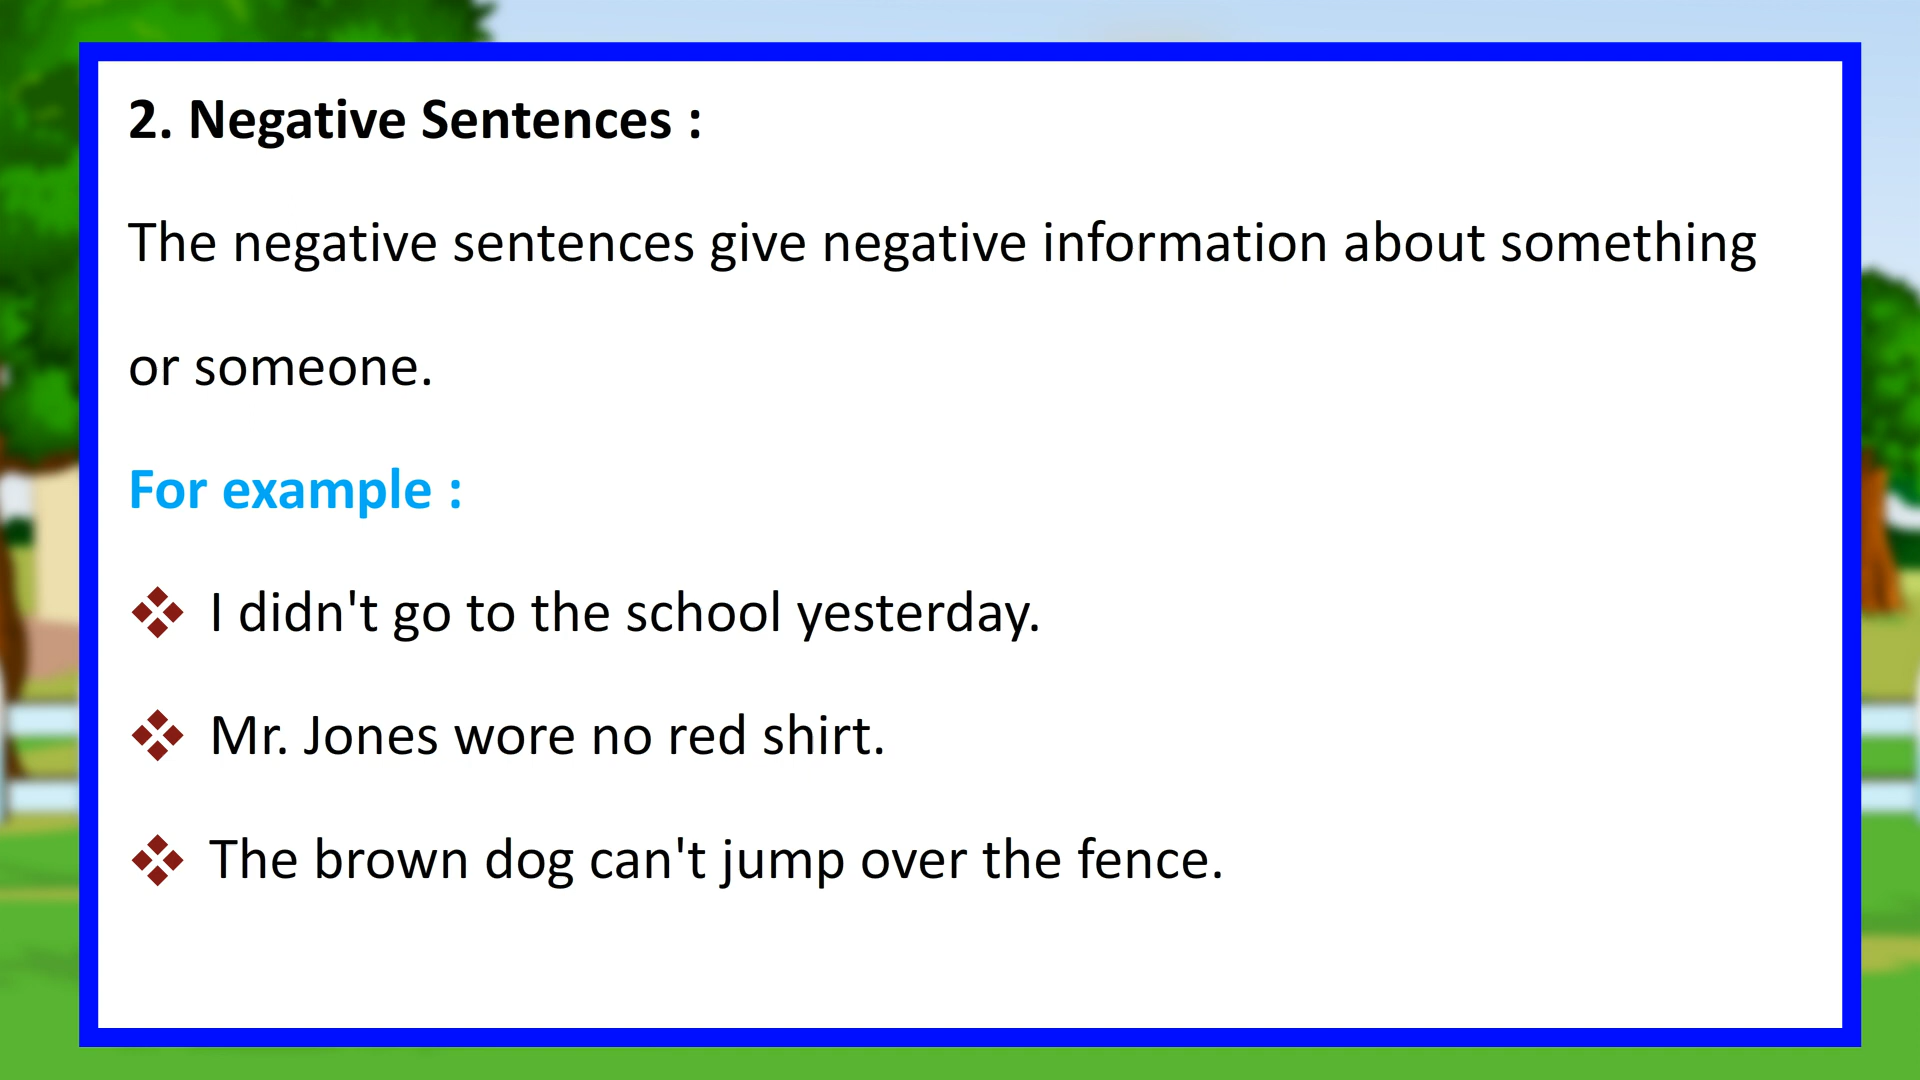 2. Negative Sentences :
The negative sentences give negative information about something
or someone.
For example :
❖ I didn't go to the school yesterday.
❖ Mr. Jones wore no red shirt.
❖ The brown dog can't jump over the fence.